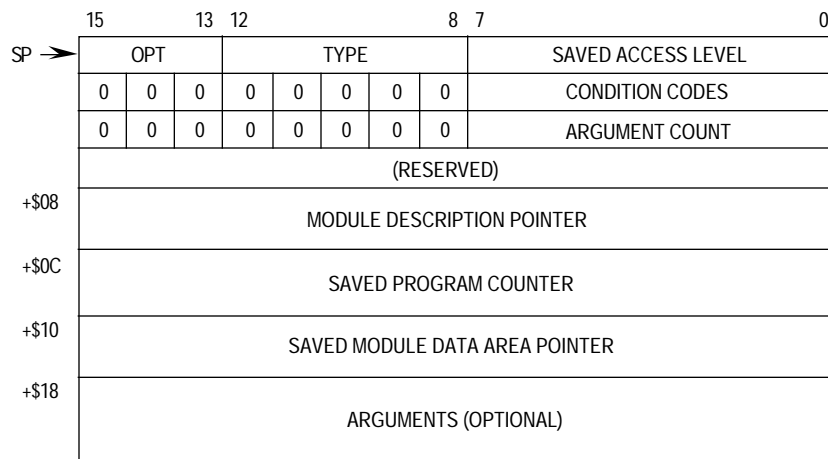 15 13 12 8 7 0
SP OPT TYPE SAVED ACCESS LEVEL
0 0 0 0 0 0 0 0 CONDITION CODES
0 0 0 0 0 0 0 0 ARGUMENT COUNT
(RESERVED)
+$08
MODULE DESCRIPTION POINTER
+$0C
SAVED PROGRAM COUNTER
+$10
SAVED MODULE DATA AREA POINTER
+$18
ARGUMENTS (OPTIONAL)